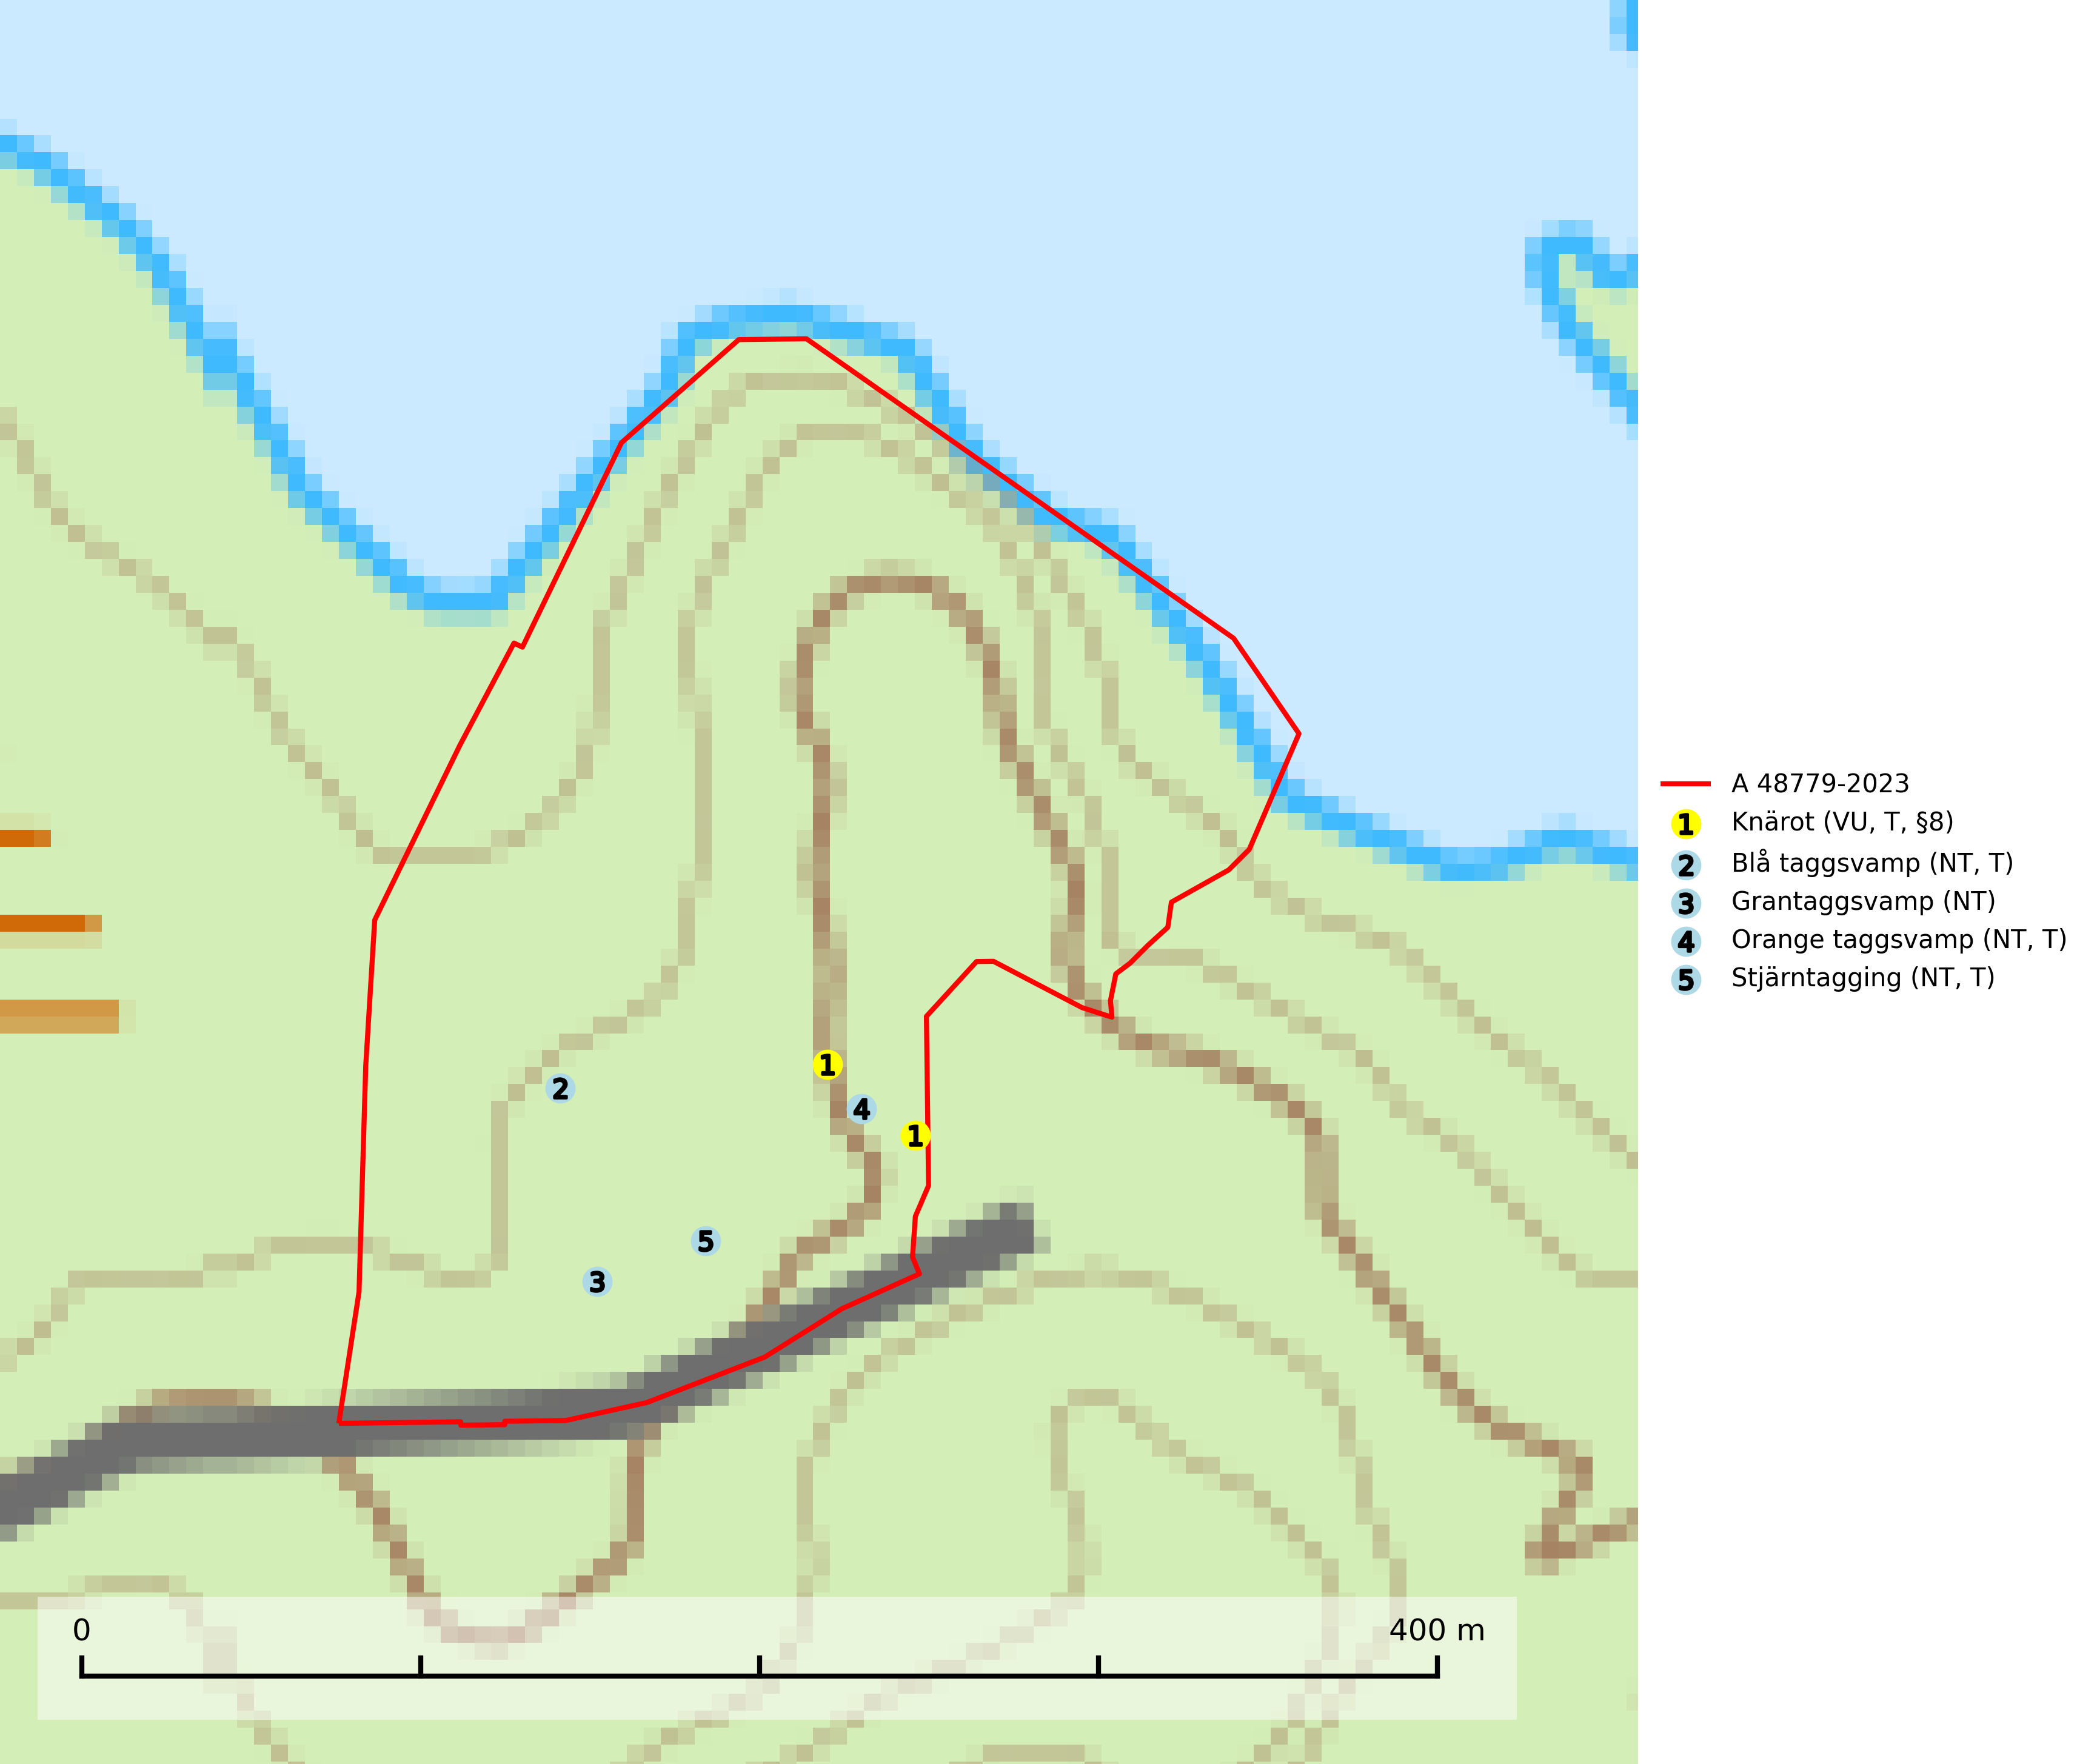 A 48779-2023
1 Knärot (VU, T, §8)
2 Blå taggsvamp (NT, T)
3 Grantaggsvamp (NT)
4 Orange taggsvamp (NT, T)
5 Stjärntagging (NT, T)
1
2
4
1
5
3
0 400 m